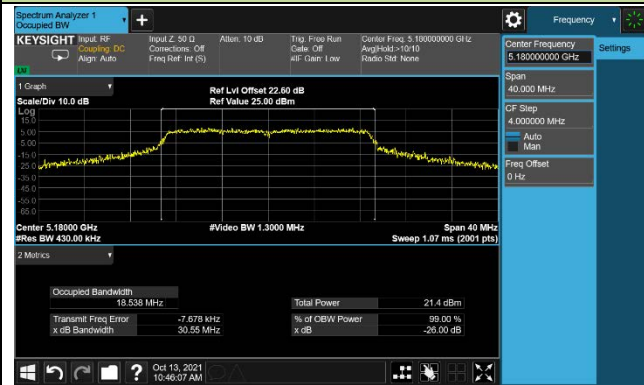 Spectrum Analyzer 1
Occupied BW
+
Frequency
KEYSIGHT
Input: RF
Coupling: DC
Align: Auto
Input Z: 50 Ω
Corrections: Off
Freq Ref: Int (S)
Atten: 10 dB
Trig: Free Run
Gate: Off
#IF Gain: Low
Center Freq: 5.180000000 GHz
Avg|Hold:>10/10
Radio Std: None
Center Frequency
5.180000000 GHz
Settings
Span
40.000 MHz
CF Step
4.000000 MHz
Auto
Man
Freq Offset
0 Hz
1 Graph
Scale/Div 10.0 dB
Ref Lvl Offset 22.60 dB
Ref Value 25.00 dBm
Log
15.0
5.00
-5.00
-15.0
-25.0
-35.0
-45.0
-55.0
-65.0
Center 5.18000 GHz
#Res BW 430.00 kHz
#Video BW 1.3000 MHz
Span 40 MHz
Sweep 1.07 ms (2001 pts)
2 Metrics
Occupied Bandwidth
18.538 MHz
Total Power
21.4 dBm
Transmit Freq Error
-7.678 kHz
% of OBW Power
99.00 %
x dB Bandwidth
30.55 MHz
x dB
-26.00 dB
?
Oct 13, 2021
10:46:07 AM